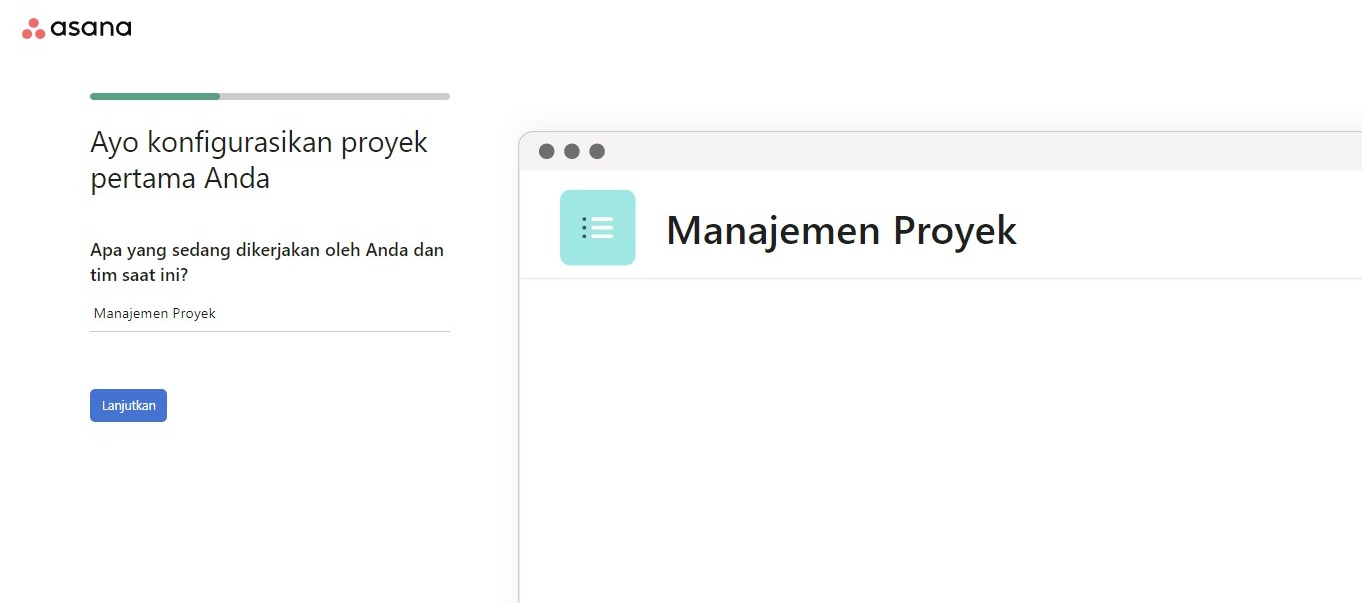 asana
Ayo konfigurasikan proyek
pertama Anda
Apa yang sedang dikerjakan oleh Anda dan
tim saat ini?
Manajemen Proyek
Lanjutkan
Manajemen Proyek